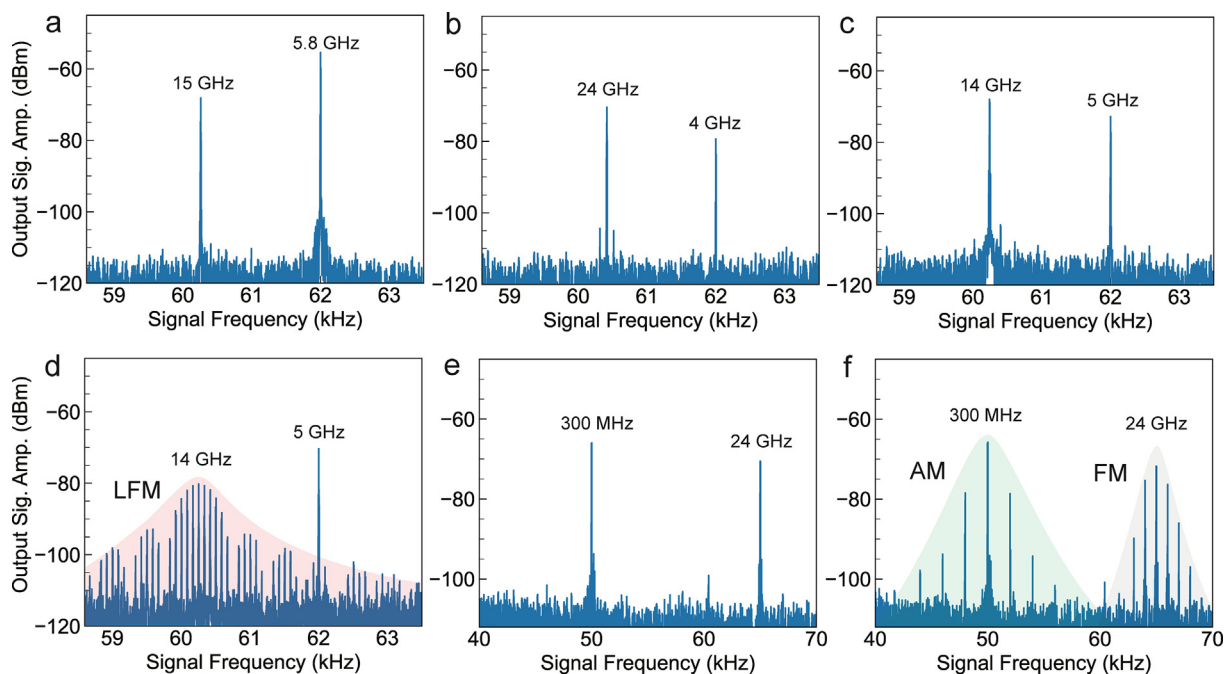 a
5.8 GHz
15 GHz
Output Sig. Amp. (dBm)
−60
−80
−100
−120
59 60 61 62 63
Signal Frequency (kHz)
b
24 GHz
4 GHz
−60
−80
−100
−120
59 60 61 62 63
Signal Frequency (kHz)
c
14 GHz
5 GHz
−60
−80
−100
−120
59 60 61 62 63
Signal Frequency (kHz)
d
5 GHz
14 GHz
LFM
Output Sig. Amp. (dBm)
−60
−80
−100
−120
59 60 61 62 63
Signal Frequency (kHz)
e
300 MHz
24 GHz
−60
−80
−100
40 50 60 70
Signal Frequency (kHz)
f
300 MHz 24 GHz
AM FM
−60
−80
−100
40 50 60 70
Signal Frequency (kHz)